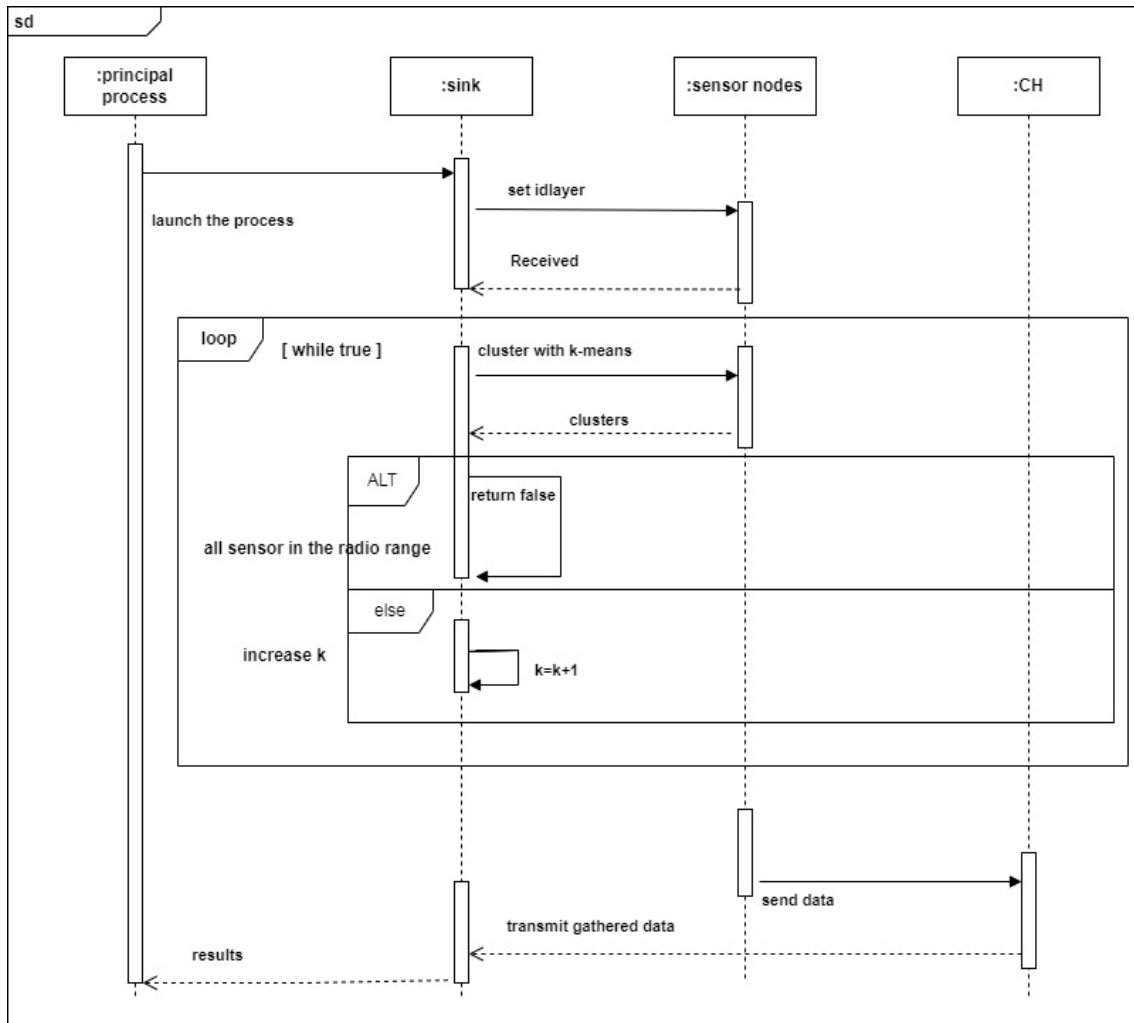 sd
:principal
process
:sink
:sensor nodes
:CH
set idlayer
launch the process
Received
loop
[ while true ]
cluster with k-means
clusters
ALT
return false
all sensor in the radio range
else
increase k
k=k+1
send data
transmit gathered data
results